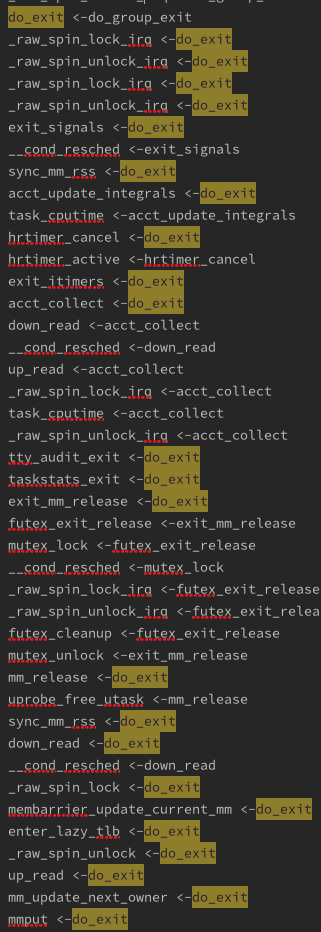 do_exit <-do_group_exit
_raw_spin_lock_irq <-do_exit
_raw_spin_unlock_irq <-do_exit
_raw_spin_lock_irq <-do_exit
_raw_spin_unlock_irq <-do_exit
exit_signals <-do_exit
__cond_resched <-exit_signals
sync_mm_rss <-do_exit
acct_update_integrals <-do_exit
task_cputime <-acct_update_integrals
hrtimer_cancel <-do_exit
hrtimer_active <-hrtimer_cancel
exit_itimers <-do_exit
acct_collect <-do_exit
down_read <-acct_collect
__cond_resched <-down_read
up_read <-acct_collect
_raw_spin_lock_irq <-acct_collect
task_cputime <-acct_collect
_raw_spin_unlock_irq <-acct_collect
tty_audit_exit <-do_exit
taskstats_exit <-do_exit
exit_mm_release <-do_exit
futex_exit_release <-exit_mm_release
mutex_lock <-futex_exit_release
__cond_resched <-mutex_lock
_raw_spin_lock_irq <-futex_exit_release
_raw_spin_unlock_irq <-futex_exit_relea
futex_cleanup <-futex_exit_release
mutex_unlock <-exit_mm_release
mm_release <-do_exit
uprobe_free_utask <-mm_release
sync_mm_rss <-do_exit
down_read <-do_exit
__cond_resched <-down_read
_raw_spin_lock <-do_exit
membarrier_update_current_mm <-do_exit
enter_lazy_tlb <-do_exit
_raw_spin_unlock <-do_exit
up_read <-do_exit
mm_update_next_owner <-do_exit
mmput <-do_exit